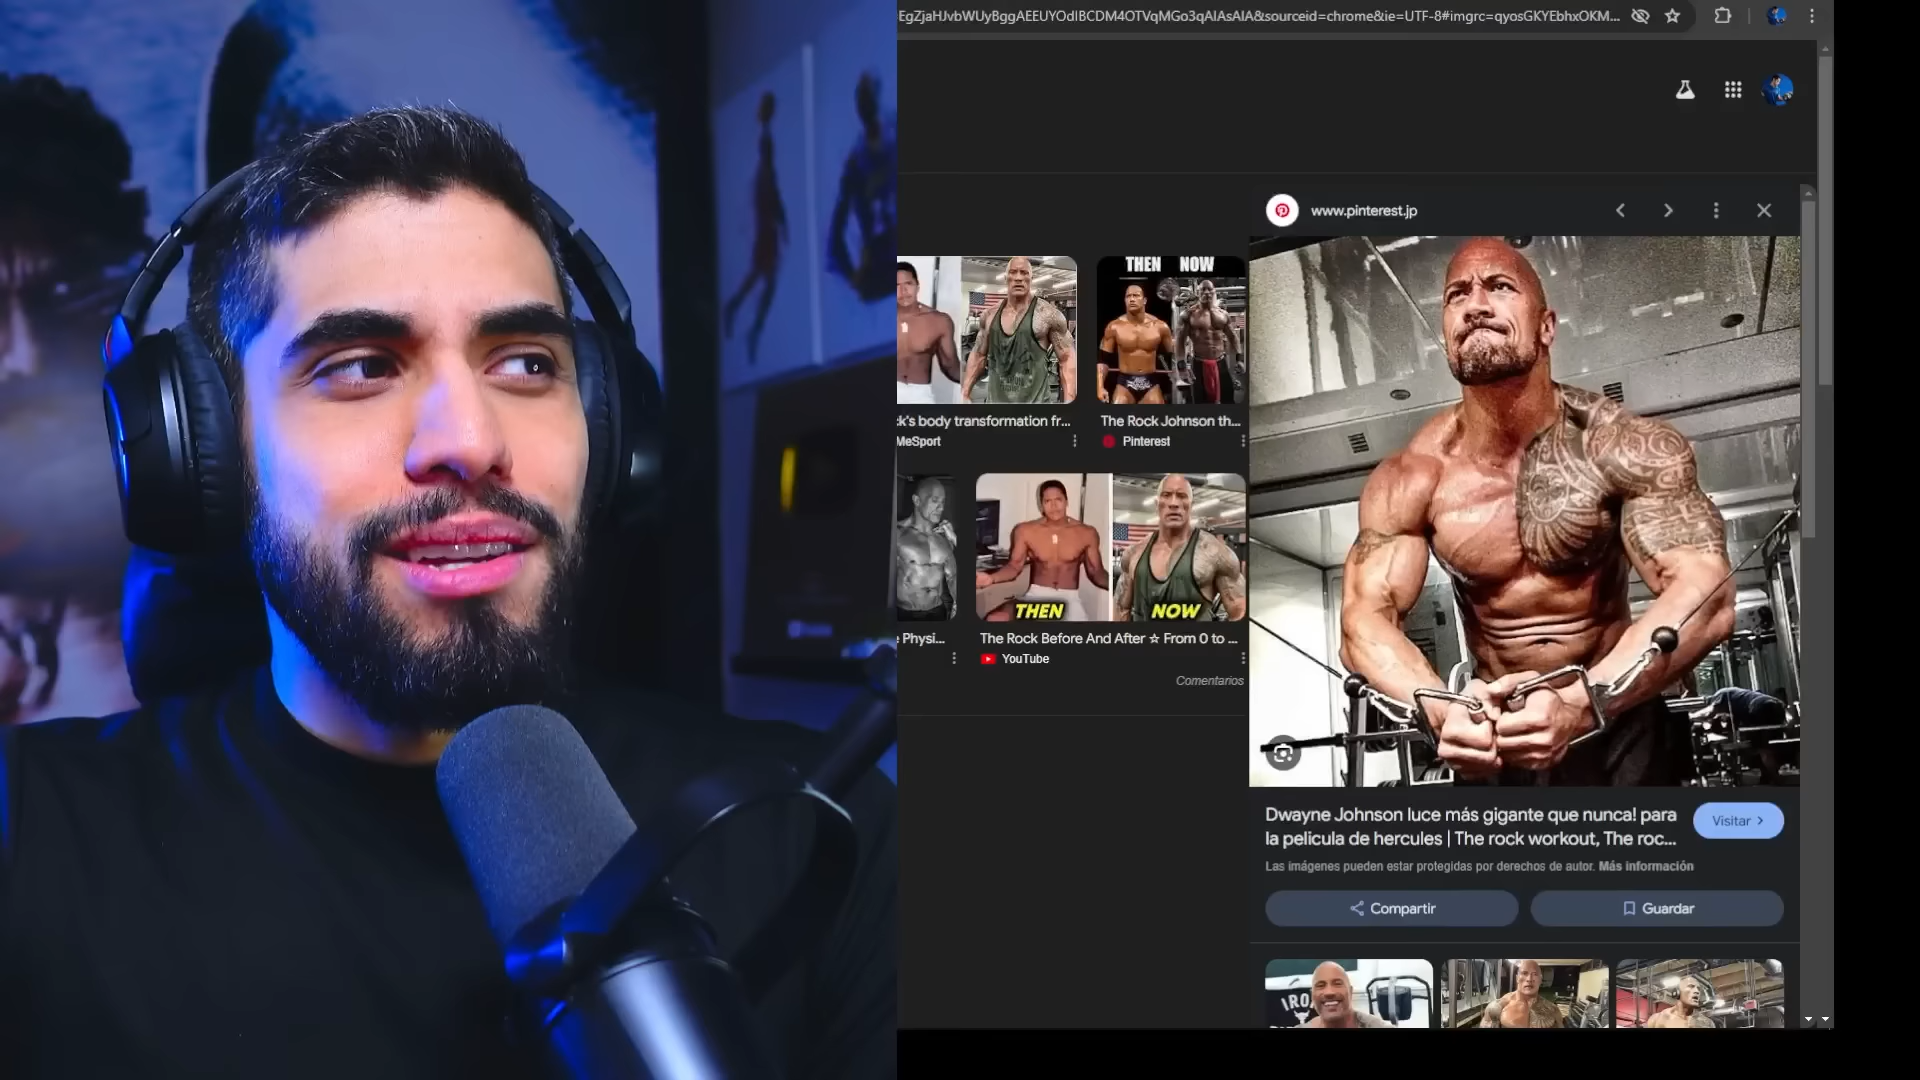 EgZjaHJvbWUyBggAEEUYOdIBCDM4OTVqMGo3qAIAsAIA&sourceid=chrome&ie=UTF-8#imgrc=qyosGKYEbhxOKM...
www.pinterest.jp
THEN NOW
ck's body transformation fr...
MeSport
The Rock Johnson th...
Pinterest
THEN
NOW
e Physi...
The Rock Before And After ☆ From 0 to ...
YouTube
Comentarios
Dwayne Johnson luce más gigante que nunca! para
la pelicula de hercules | The rock workout, The roc...
Visitar
Las imágenes pueden estar protegidas por derechos de autor. Más información
Compartir
Guardar
IRO